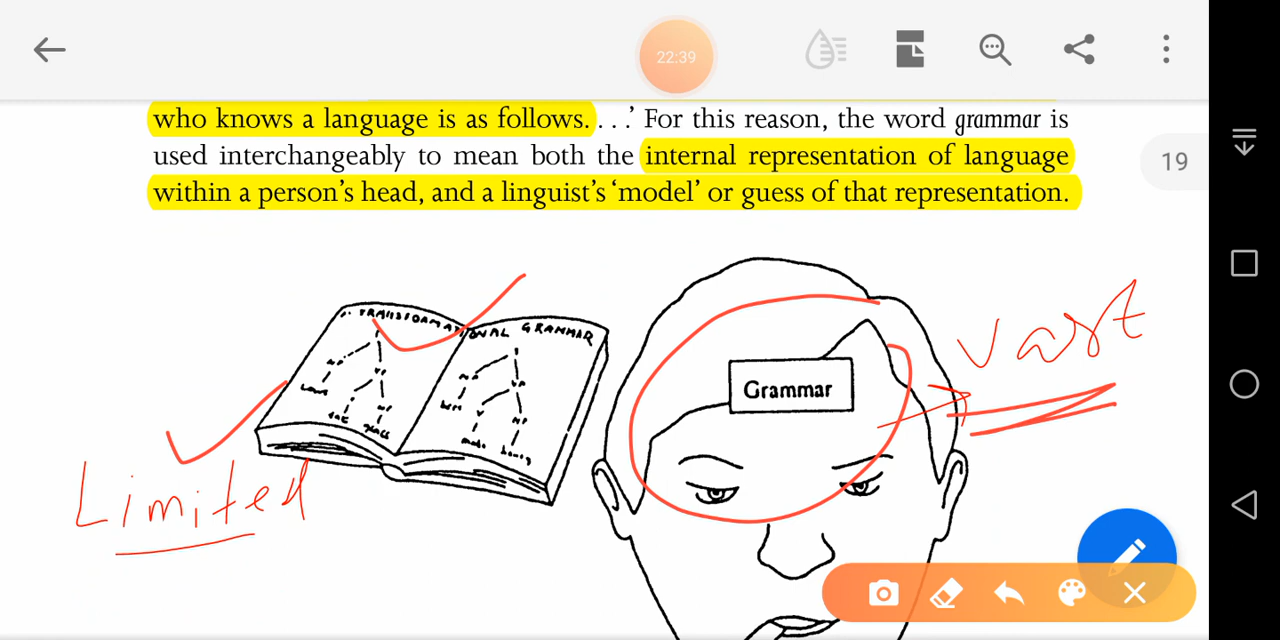 22:39
who knows a language is as follows. . . .’ For this reason, the word grammar is
19
used interchangeably to mean both the internal representation of language
within a person’s head, and a linguist’s ‘model’ or guess of that representation.
TRANSFORMATIONAL GRAMMAR
vast
Grammar
Limited